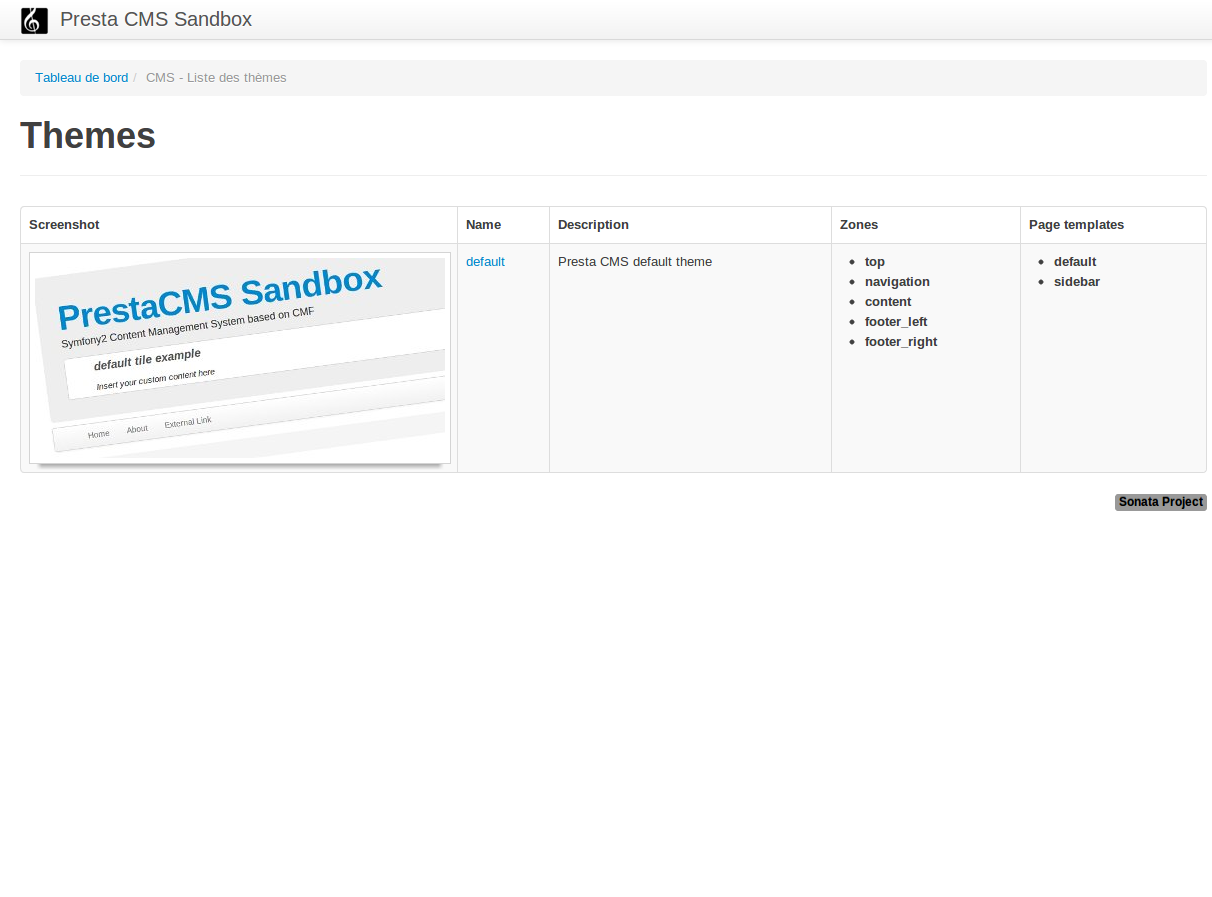 Presta CMS Sandbox
Tableau de bord / CMS - Liste des thèmes
Themes
Screenshot Name Description Zones Page templates
PrestaCMS Sandbox
Symfony2 Content Management System based on CMF
default tile example
Insert your custom content here
Home About External Link
default
Presta CMS default theme
top
navigation
content
footer_left
footer_right
default
sidebar
Sonata Project